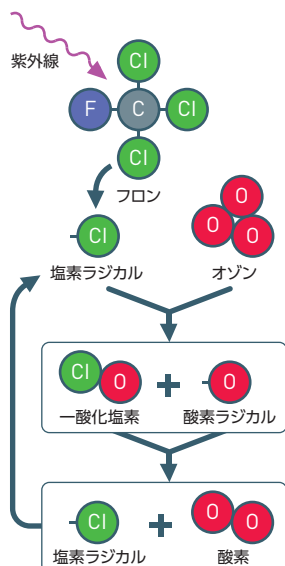 紫外線
Cl
F C Cl
Cl
フロン
Cl
O
O O
塩素ラジカル オゾン
Cl O + O
一酸化塩素 酸素ラジカル
Cl + O O
塩素ラジカル 酸素